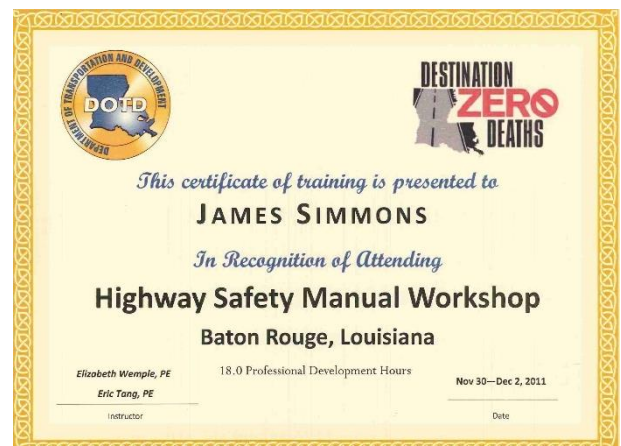 DEPARTMENT OF TRANSPORTATION AND DEVELOPMENT
DOTD
DESTINATION
ZERO
DEATHS
This certificate of training is presented to
JAMES SIMMONS
In Recognition of Attending
Highway Safety Manual Workshop
Baton Rouge, Louisiana
18.0 Professional Development Hours
Elizabeth Wemple, PE
Eric Tang, PE
Instructor
Nov 30—Dec 2, 2011
Date